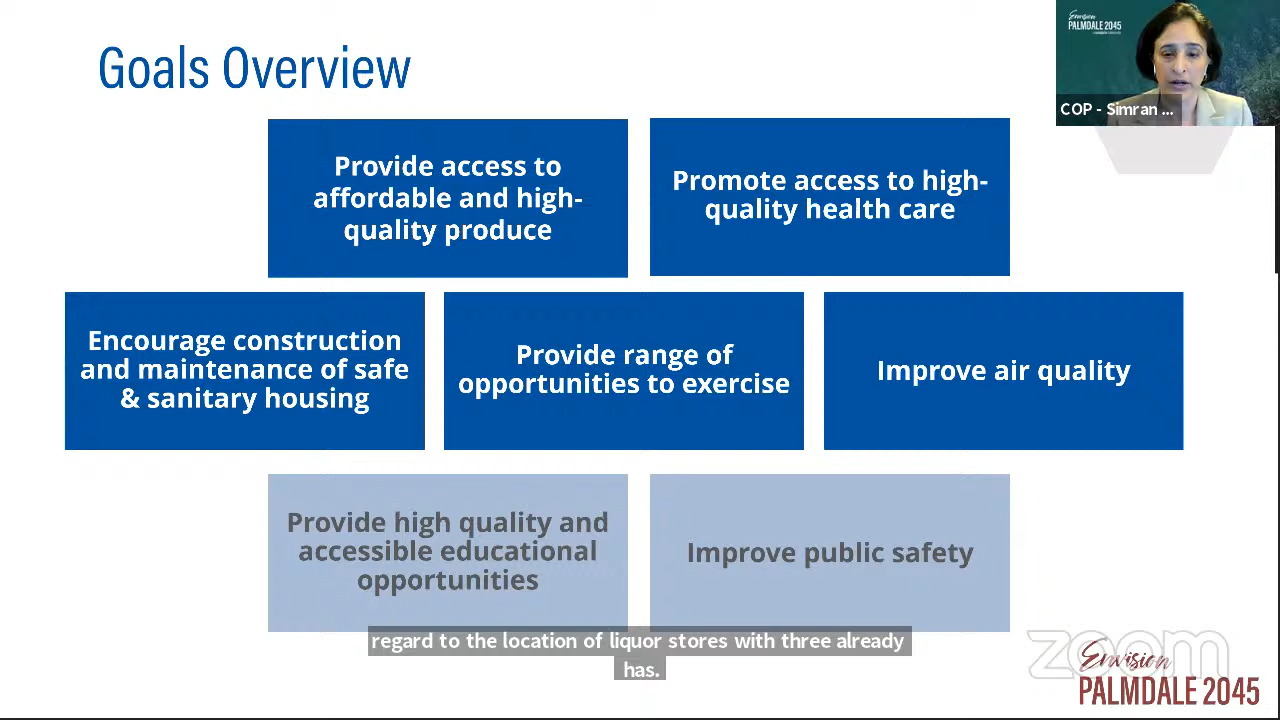 Goals Overview
Envision
PALMDALE 2045
COP - Simran ...
Provide access to
affordable and high-
quality produce
Promote access to high-
quality health care
Encourage construction
and maintenance of safe
& sanitary housing
Provide range of
opportunities to exercise
Improve air quality
Provide high quality and
accessible educational
opportunities
Improve public safety
regard to the location of liquor stores with three already
has.
zoom
Envision
PALMDALE 2045